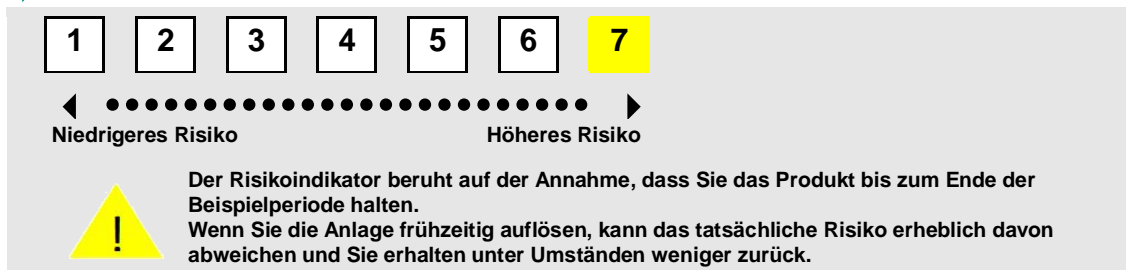 1 2 3 4 5 6 7
Niedrigeres Risiko Höheres Risiko
Der Risikoindikator beruht auf der Annahme, dass Sie das Produkt bis zum Ende der
Beispielperiode halten.
Wenn Sie die Anlage frühzeitig auflösen, kann das tatsächliche Risiko erheblich davon
abweichen und Sie erhalten unter Umständen weniger zurück.
!